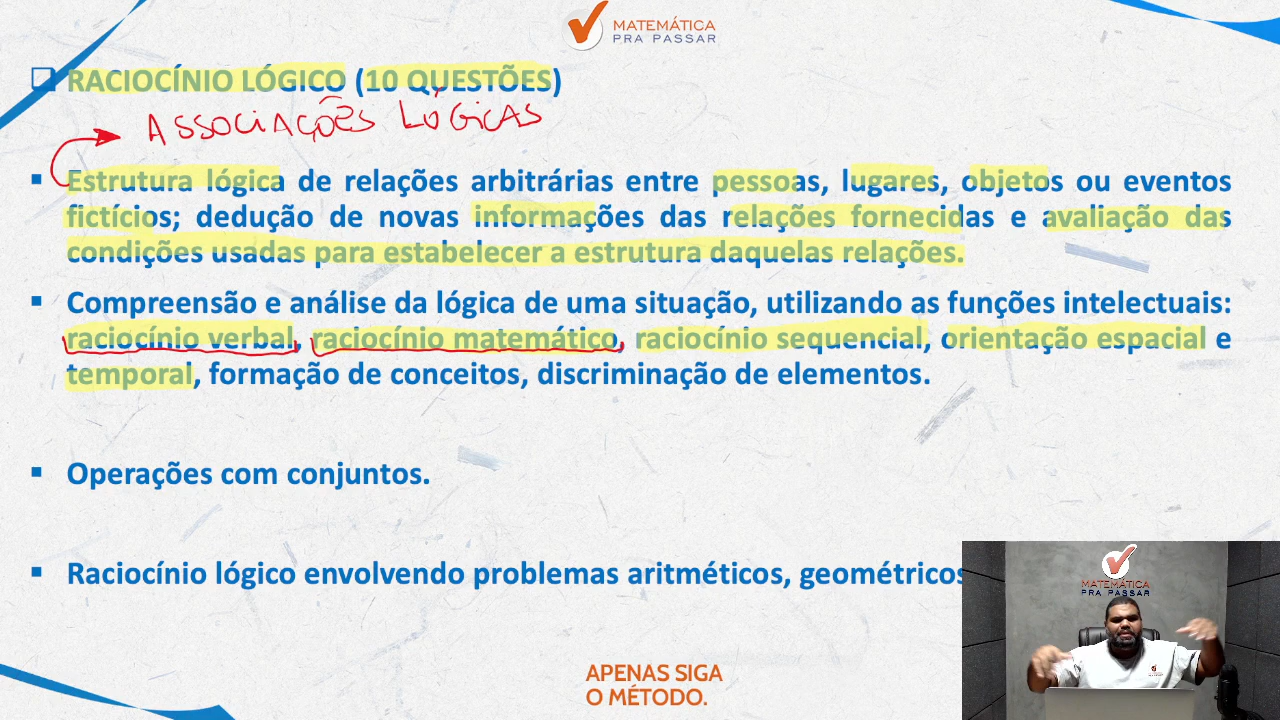 MATEMÁTICA
PRA PASSAR
RACIOCÍNIO LÓGICO (10 QUESTÕES)
ASSOCIAÇÕES LÓGICAS
Estrutura lógica de relações arbitrárias entre pessoas, lugares, objetos ou eventos
fictícios; dedução de novas informações das relações fornecidas e avaliação das
condições usadas para estabelecer a estrutura daquelas relações.
Compreensão e análise da lógica de uma situação, utilizando as funções intelectuais:
raciocínio verbal, raciocínio matemático, raciocínio sequencial, orientação espacial e
temporal, formação de conceitos, discriminação de elementos.
Operações com conjuntos.
Raciocínio lógico envolvendo problemas aritméticos, geométricos
MATEMÁTICA
PRA PASSAR
APENAS SIGA
O MÉTODO.